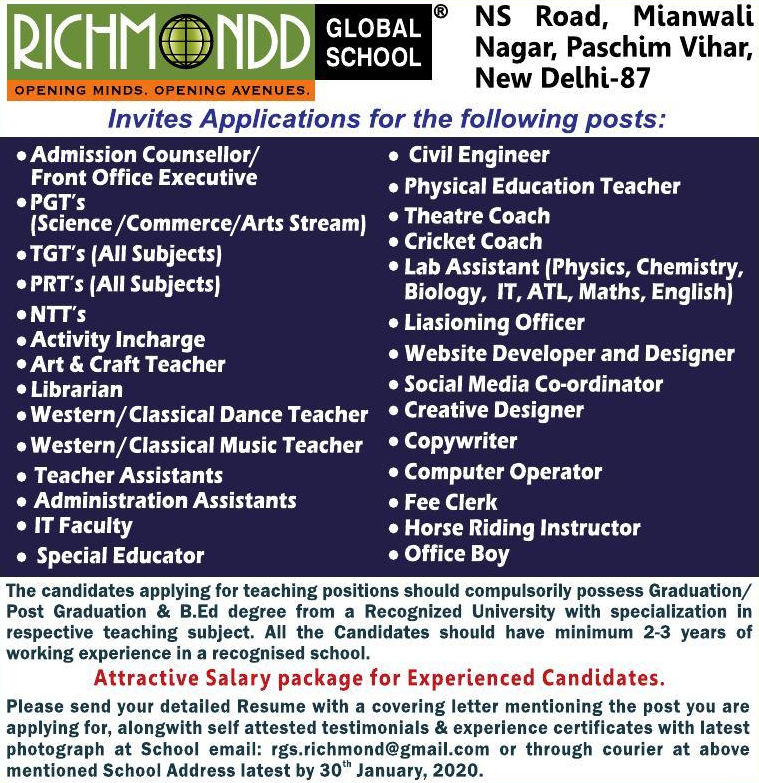 RICHMONDD
GLOBAL
SCHOOL
®
OPENING MINDS. OPENING AVENUES.
NS Road, Mianwali
Nagar, Paschim Vihar,
New Delhi-87
Invites Applications for the following posts:
• Admission Counsellor/
Front Office Executive
• PGT's
(Science /Commerce/Arts Stream)
• TGT's (All Subjects)
• PRT's (All Subjects)
• NTT's
• Activity Incharge
• Art & Craft Teacher
• Librarian
• Western/Classical Dance Teacher
• Western/Classical Music Teacher
• Teacher Assistants
• Administration Assistants
• IT Faculty
• Special Educator
• Civil Engineer
• Physical Education Teacher
• Theatre Coach
• Cricket Coach
• Lab Assistant (Physics, Chemistry,
Biology, IT, ATL, Maths, English)
• Liasioning Officer
• Website Developer and Designer
• Social Media Co-ordinator
• Creative Designer
• Copywriter
• Computer Operator
• Fee Clerk
• Horse Riding Instructor
• Office Boy
The candidates applying for teaching positions should compulsorily possess Graduation/
Post Graduation & B.Ed degree from a Recognized University with specialization in
respective teaching subject. All the Candidates should have minimum 2-3 years of
working experience in a recognised school.
Attractive Salary package for Experienced Candidates.
Please send your detailed Resume with a covering letter mentioning the post you are
applying for, alongwith self attested testimonials & experience certificates with latest
photograph at School email: rgs.richmond@gmail.com or through courier at above
mentioned School Address latest by 30th January, 2020.